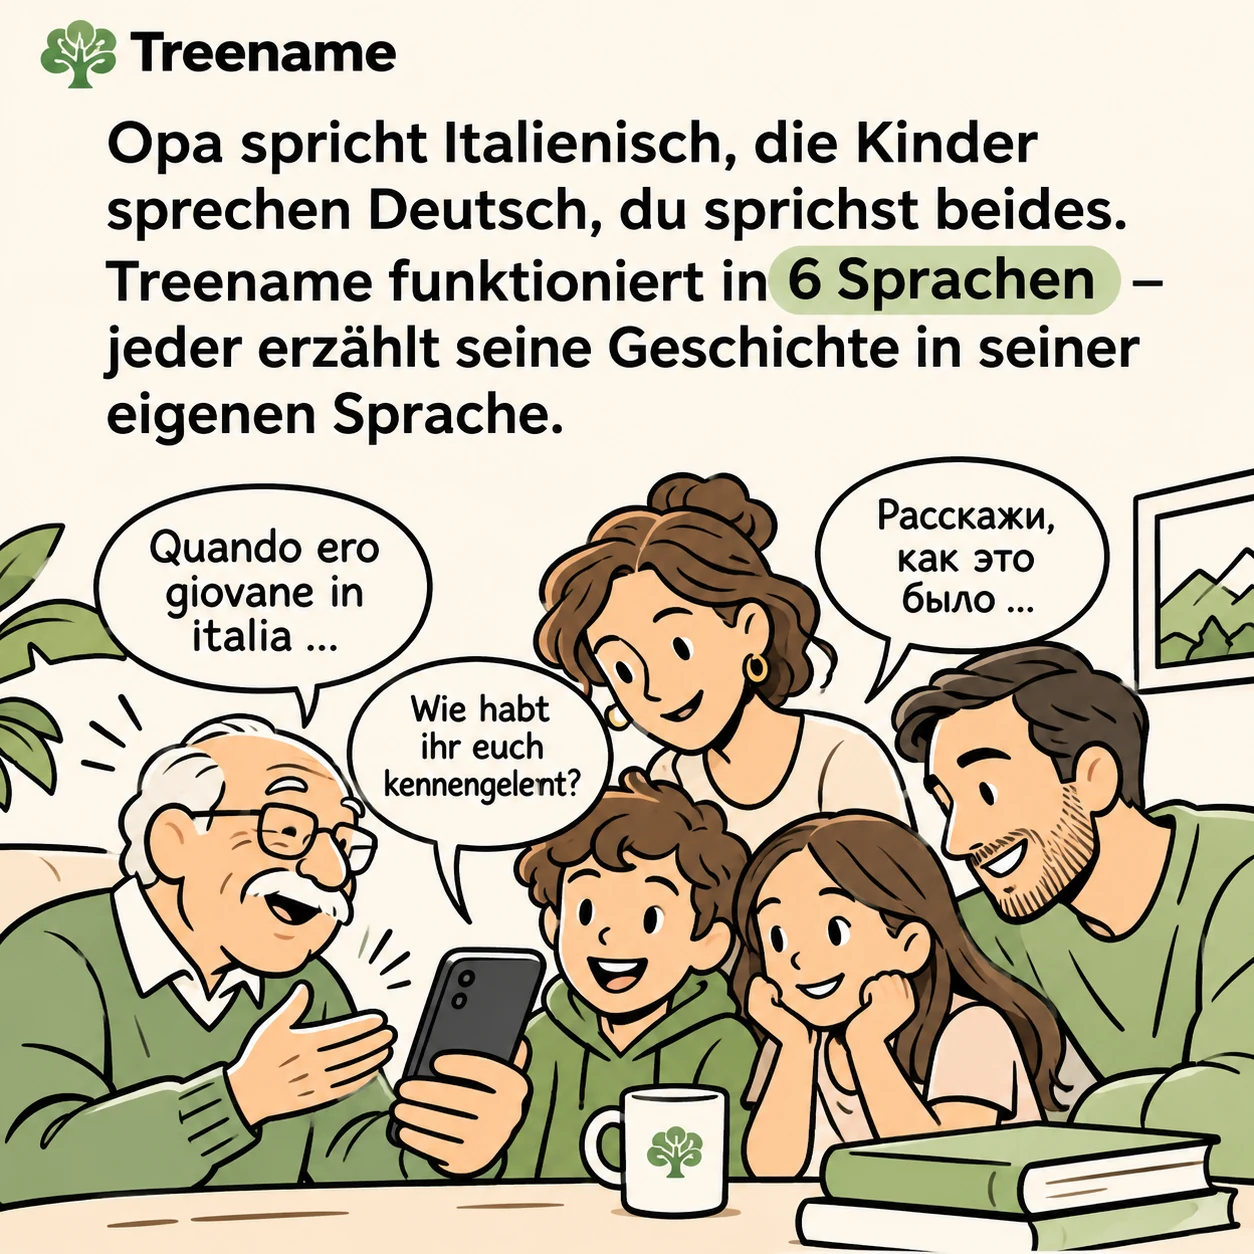 Treename
Opa spricht Italienisch, die Kinder
sprechen Deutsch, du sprichst beides.
Treename funktioniert in 6 Sprachen –
jeder erzählt seine Geschichte in seiner
eigenen Sprache.
Quando ero
giovane in
italia ...
Wie habt
ihr euch
kennengelent?
Расскажи,
как это
было ...